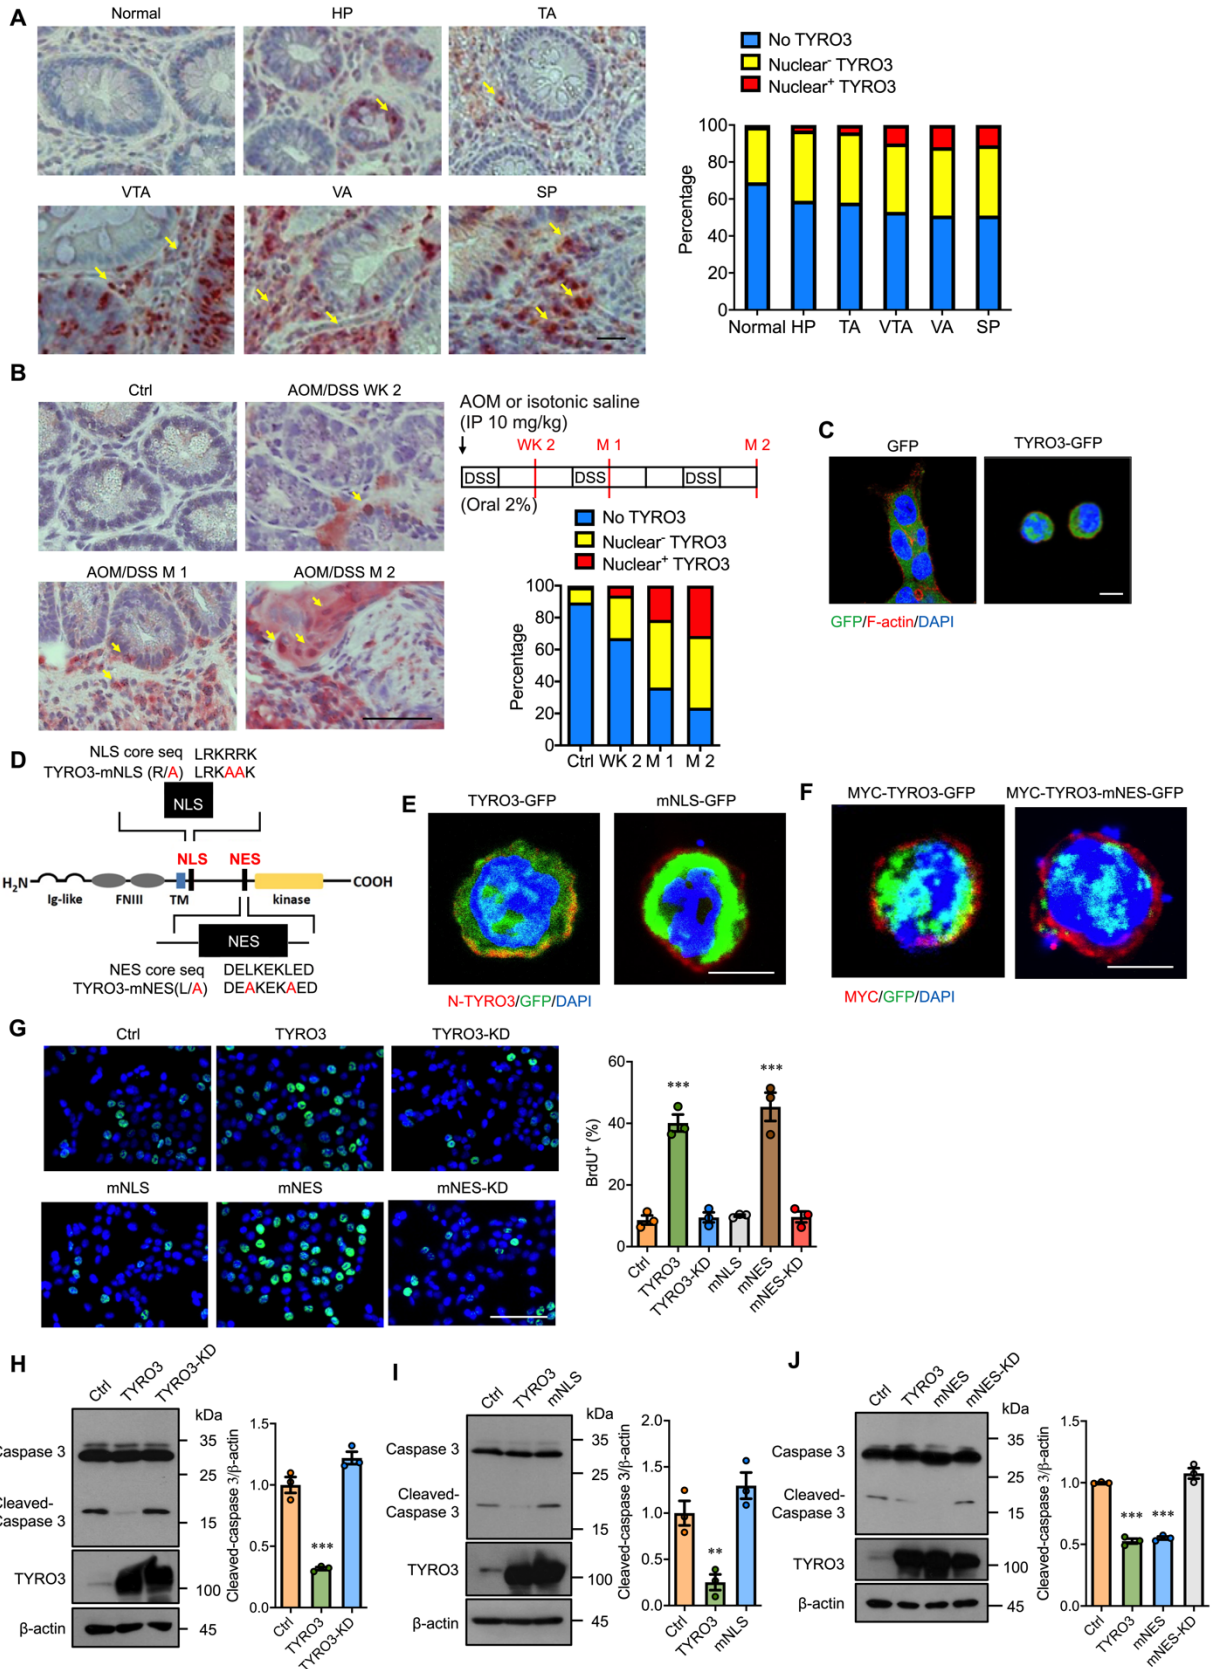 A
Normal
HP
TA
VTA
VA
SP
No TYRO3
Nuclear⁻ TYRO3
Nuclear⁺ TYRO3
100
80
60
40
20
0
Percentage
Normal HP TA VTA VA SP
B
Ctrl
AOM/DSS WK 2
AOM/DSS M 1
AOM/DSS M 2
AOM or isotonic saline
(IP 10 mg/kg)
WK 2 M 1 M 2
DSS DSS DSS
(Oral 2%)
No TYRO3
Nuclear⁻ TYRO3
Nuclear⁺ TYRO3
100
80
60
40
20
0
Percentage
Ctrl WK 2 M 1 M 2
C
GFP
TYRO3-GFP
GFP/F-actin/DAPI
D
NLS core seq LRKRRK
TYRO3-mNLS (R/A) LRKAAK
NLS
NLS NES
H₂N
COOH
Ig-like FNIII TM kinase
NES
NES core seq DELKEKLED
TYRO3-mNES(L/A) DEAKEKAED
E
TYRO3-GFP
mNLS-GFP
N-TYRO3/GFP/DAPI
F
MYC-TYRO3-GFP
MYC-TYRO3-mNES-GFP
MYC/GFP/DAPI
G
Ctrl
TYRO3
TYRO3-KD
mNLS
mNES
mNES-KD
60
40
20
0
BrdU⁺ (%)
***
***
Ctrl TYRO3 TYRO3-KD mNLS mNES mNES-KD
H
Ctrl TYRO3 TYRO3-KD
kDa
Caspase 3
35
25
Cleaved-
Caspase 3
15
TYRO3
100
β-actin
45
Cleaved-caspase 3/β-actin
1.5
1.0
0.5
0.0
***
Ctrl TYRO3 TYRO3-KD
I
Ctrl TYRO3 mNLS
kDa
Caspase 3
35
25
Cleaved-
Caspase 3
15
TYRO3
100
β-actin
45
Cleaved-caspase 3/β-actin
2.0
1.5
1.0
0.5
0.0
**
Ctrl TYRO3 mNLS
J
Ctrl TYRO3 mNES mNES-KD
kDa
Caspase 3
35
25
Cleaved-
Caspase 3
15
TYRO3
100
β-actin
45
Cleaved-caspase 3/β-actin
1.5
1.0
0.5
0.0
***
***
Ctrl TYRO3 mNES mNES-KD